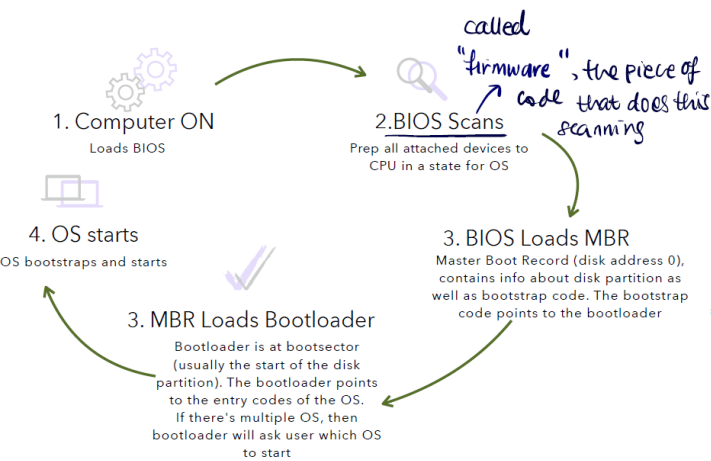 called
"firmware", the piece of
code that does this
scanning
1. Computer ON
Loads BIOS
2.BIOS Scans
Prep all attached devices to
CPU in a state for OS
3. BIOS Loads MBR
Master Boot Record (disk address 0),
contains info about disk partition as
well as bootstrap code. The bootstrap
code points to the bootloader
3. MBR Loads Bootloader
Bootloader is at bootsector
(usually the start of the disk
partition). The bootloader points
to the entry codes of the OS.
If there's multiple OS, then
bootloader will ask user which OS
to start
4. OS starts
OS bootstraps and starts